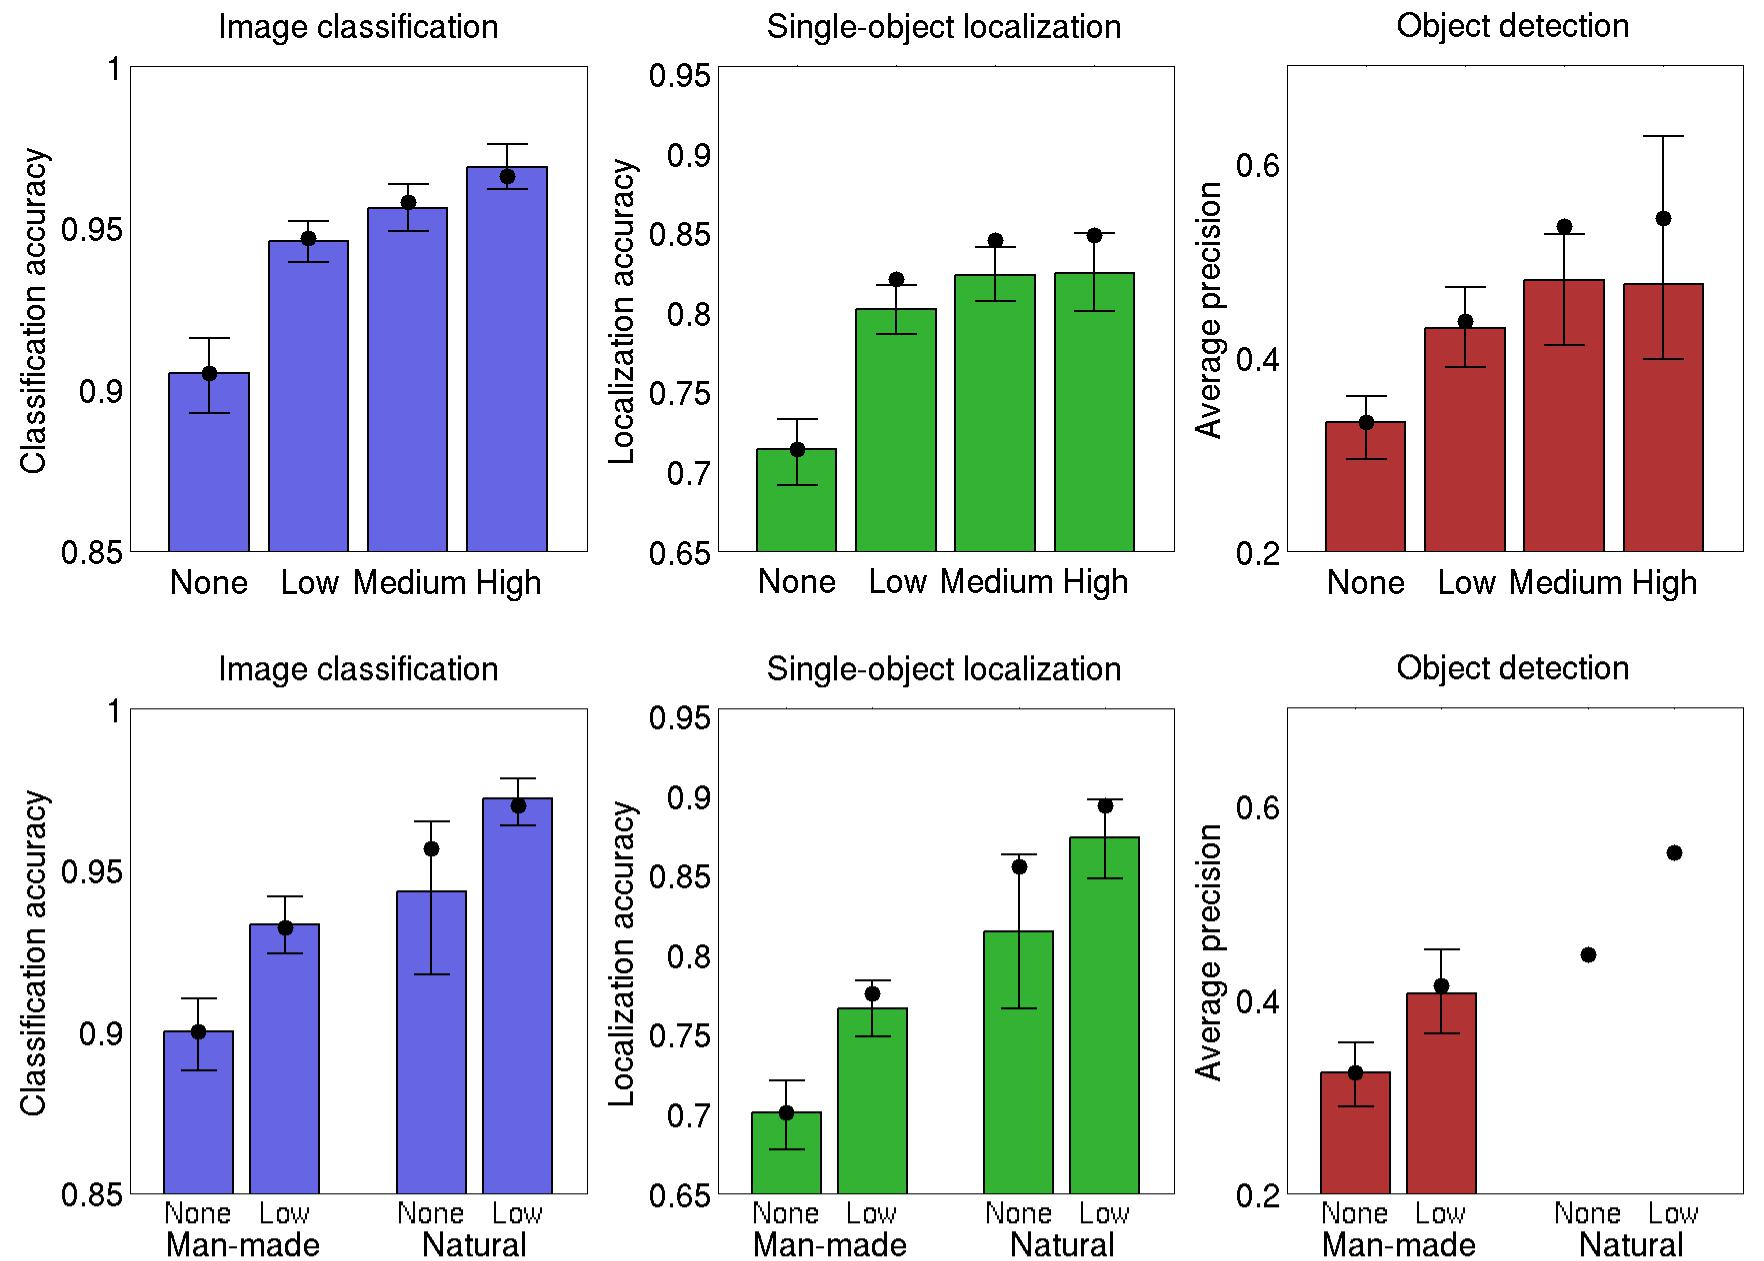 Image classification
Classification accuracy
1
0.95
0.9
0.85
None Low Medium High
Single-object localization
Localization accuracy
0.95
0.9
0.85
0.8
0.75
0.7
0.65
None Low Medium High
Object detection
Average precision
0.6
0.4
0.2
None Low Medium High
Image classification
Classification accuracy
1
0.95
0.9
0.85
None Low None Low
Man-made Natural
Single-object localization
Localization accuracy
0.95
0.9
0.85
0.8
0.75
0.7
0.65
None Low None Low
Man-made Natural
Object detection
Average precision
0.6
0.4
0.2
None Low None Low
Man-made Natural